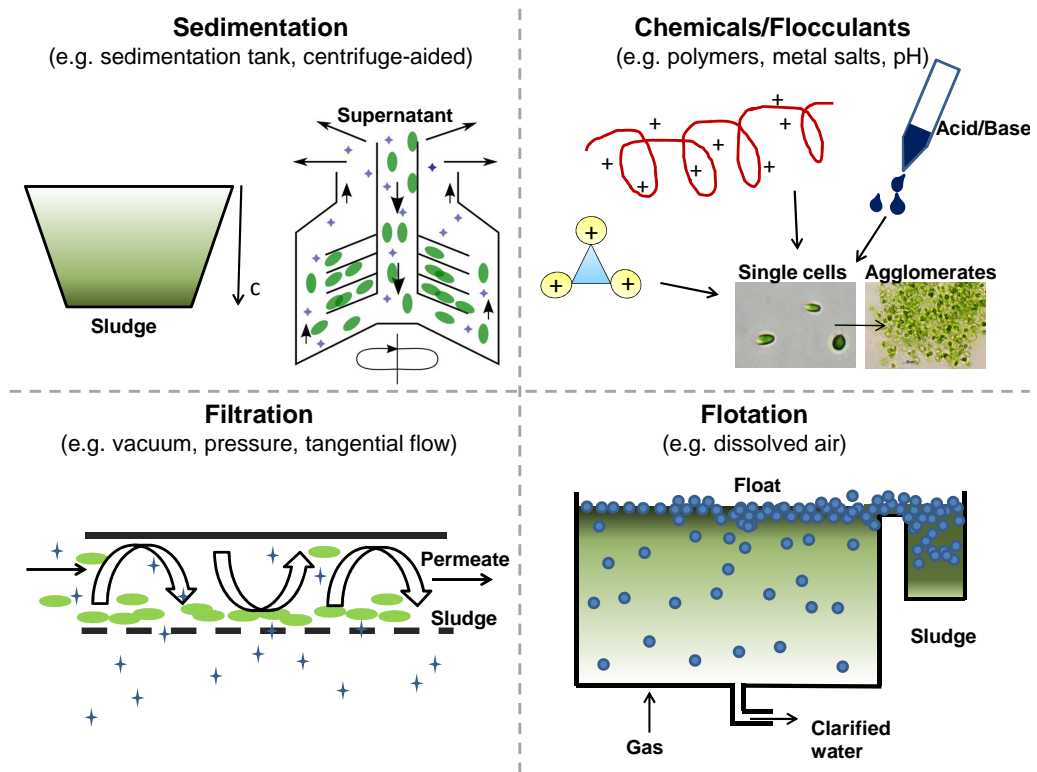 Sedimentation
(e.g. sedimentation tank, centrifuge-aided)
Supernatant
c
Sludge
Chemicals/Flocculants
(e.g. polymers, metal salts, pH)
+
+
+
+
+
+
+
+
Acid/Base
+
+
+
Single cells
Agglomerates
Filtration
(e.g. vacuum, pressure, tangential flow)
Permeate
Sludge
Flotation
(e.g. dissolved air)
Float
Sludge
Gas
Clarified
water